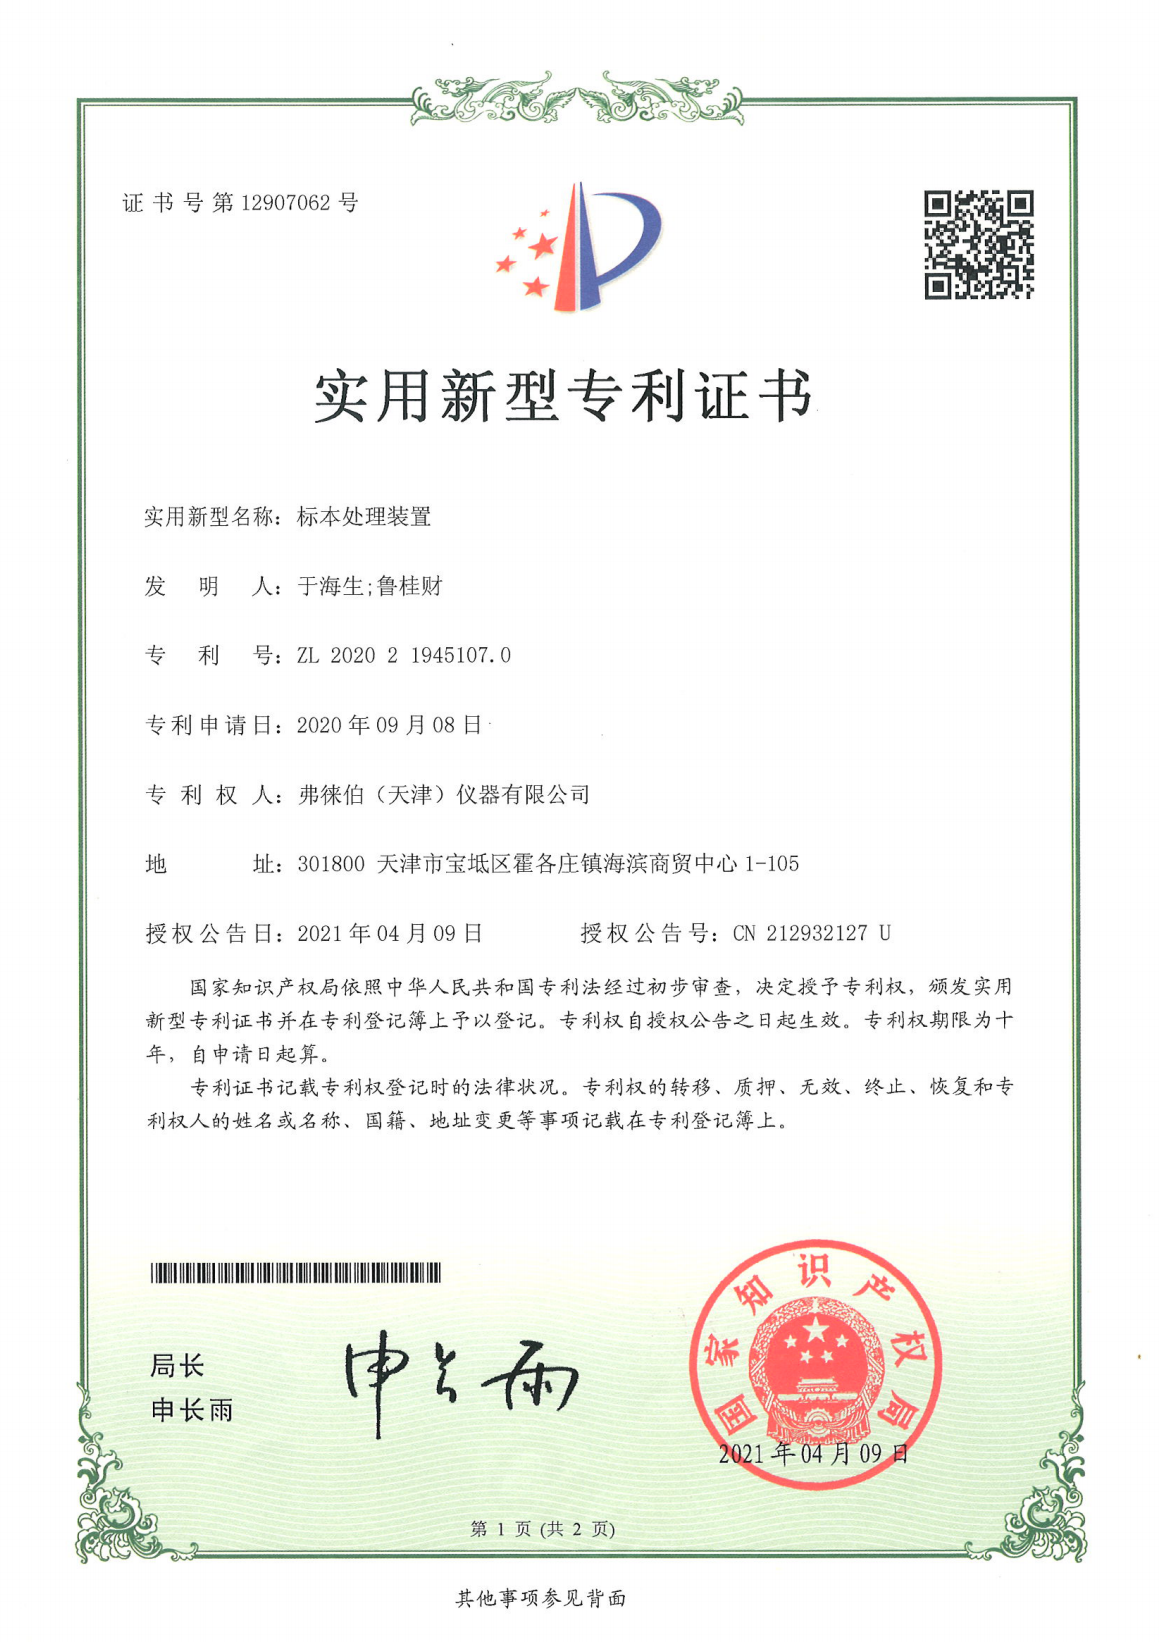 证书号第12907062号
实用新型专利证书
实用新型名称：标本处理装置
发明人：于海生;鲁桂财
专利号：ZL 2020 2 1945107.0
专利申请日：2020年09月08日
专利权人：弗徕伯（天津）仪器有限公司
地址：301800 天津市宝坻区霍各庄镇海滨商贸中心1-105
授权公告日：2021年04月09日 授权公告号：CN 212932127 U
国家知识产权局依照中华人民共和国专利法经过初步审查，决定授予专利权，颁发实用
新型专利证书并在专利登记簿上予以登记。专利权自授权公告之日起生效。专利权期限为十
年，自申请日起算。
专利证书记载专利权登记时的法律状况。专利权的转移、质押、无效、终止、恢复和专
利权人的姓名或名称、国籍、地址变更等事项记载在专利登记簿上。
局长
申长雨
申长雨
国家知识产权局
2021年04月09日
第 1 页 (共 2 页)
其他事项参见背面